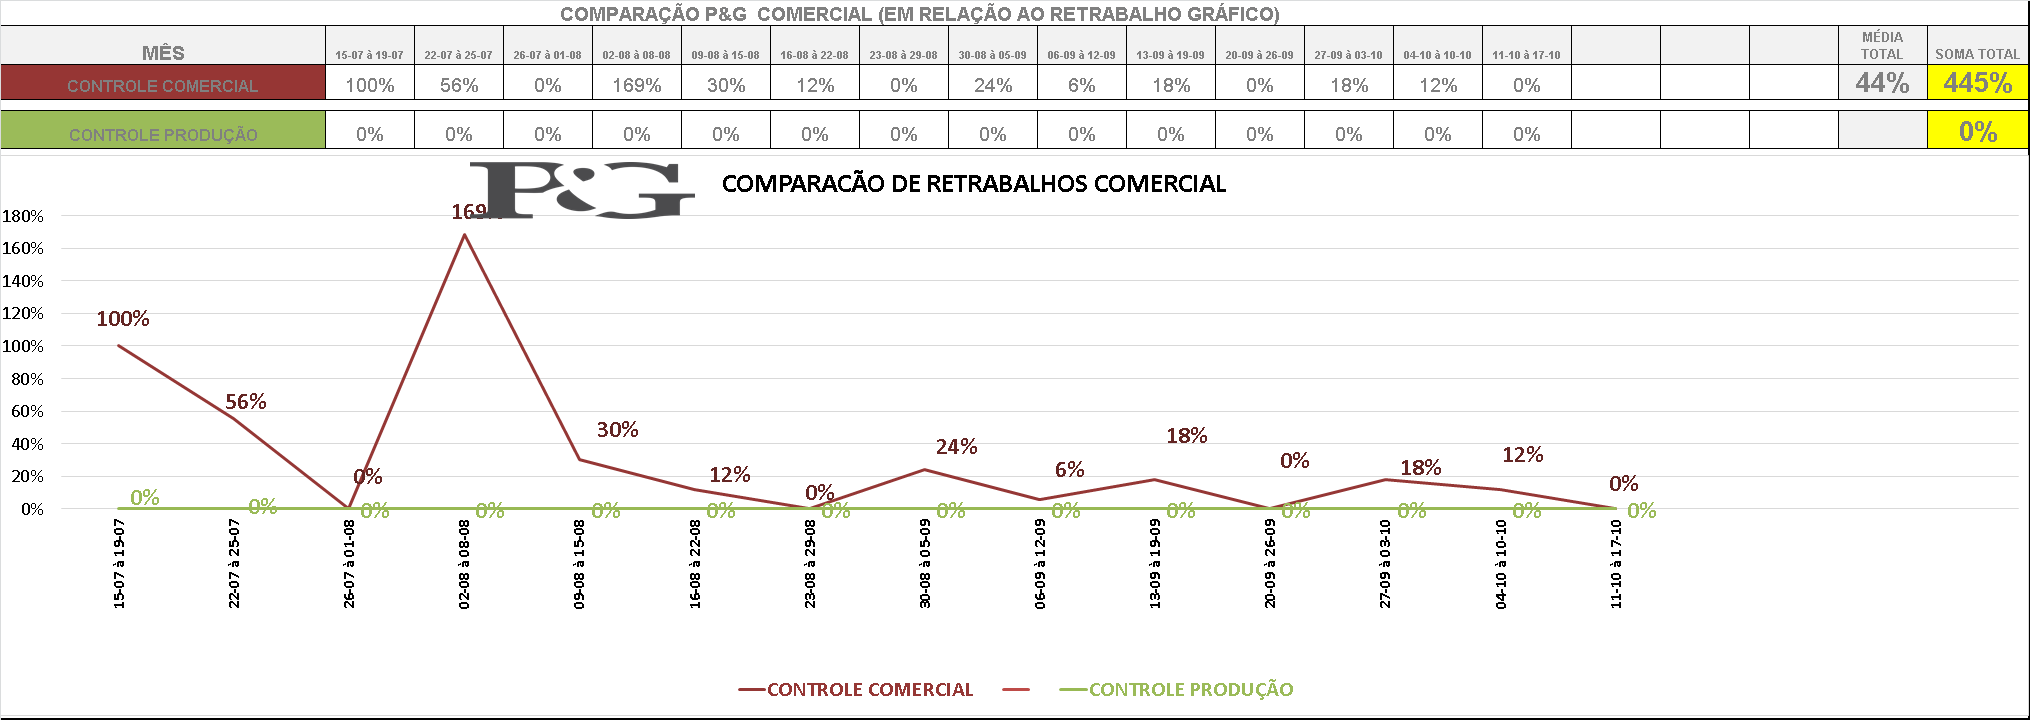 COMPARAÇÃO P&G COMERCIAL (EM RELAÇÃO AO RETRABALHO GRÁFICO)
MÊS 15-07 à 19-07 22-07 à 25-07 26-07 à 01-08 02-08 à 08-08 09-08 à 15-08 16-08 à 22-08 23-08 à 29-08 30-08 à 05-09 06-09 à 12-09 13-09 à 19-09 20-09 à 26-09 27-09 à 03-10 04-10 à 10-10 11-10 à 17-10 MÉDIA TOTAL SOMA TOTAL
CONTROLE COMERCIAL 100% 56% 0% 169% 30% 12% 0% 24% 6% 18% 0% 18% 12% 0% 44% 445%
CONTROLE PRODUÇÃO 0% 0% 0% 0% 0% 0% 0% 0% 0% 0% 0% 0% 0% 0% 0%
P&G
COMPARACÃO DE RETRABALHOS COMERCIAL
180%
160%
140%
120%
100%
80%
60%
40%
20%
0%
100% 56% 0% 169% 30% 12% 0% 24% 6% 18% 0% 18% 12% 0%
0% 0% 0% 0% 0% 0% 0% 0% 0% 0% 0% 0% 0% 0%
15-07 à 19-07
22-07 à 25-07
26-07 à 01-08
02-08 à 08-08
09-08 à 15-08
16-08 à 22-08
23-08 à 29-08
30-08 à 05-09
06-09 à 12-09
13-09 à 19-09
20-09 à 26-09
27-09 à 03-10
04-10 à 10-10
11-10 à 17-10
CONTROLE COMERCIAL CONTROLE PRODUÇÃO